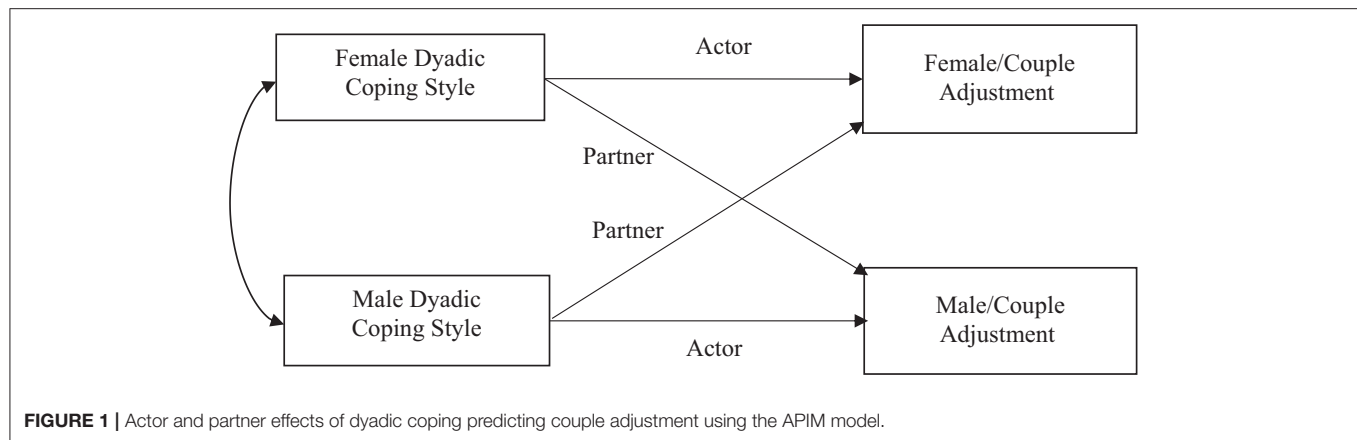 Female Dyadic
Coping Style
Actor
Female/Couple
Adjustment
Partner
Partner
Male Dyadic
Coping Style
Actor
Male/Couple
Adjustment
FIGURE 1 | Actor and partner effects of dyadic coping predicting couple adjustment using the APIM model.